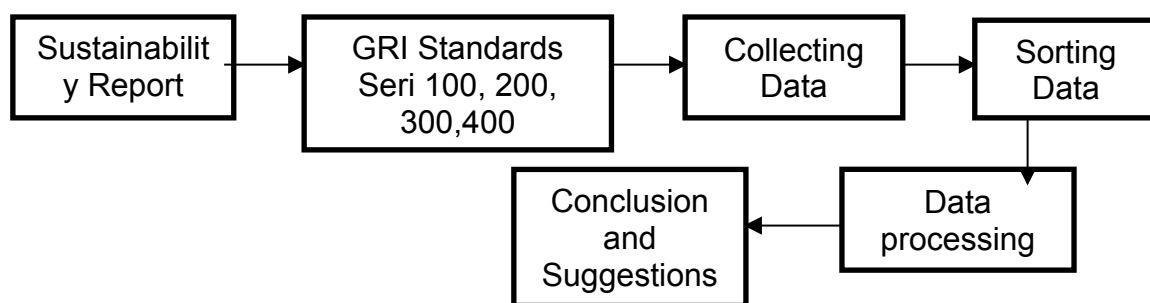 Sustainabilit
y Report
GRI Standards
Seri 100, 200,
300,400
Collecting
Data
Sorting
Data
Data
processing
Conclusion
and
Suggestions